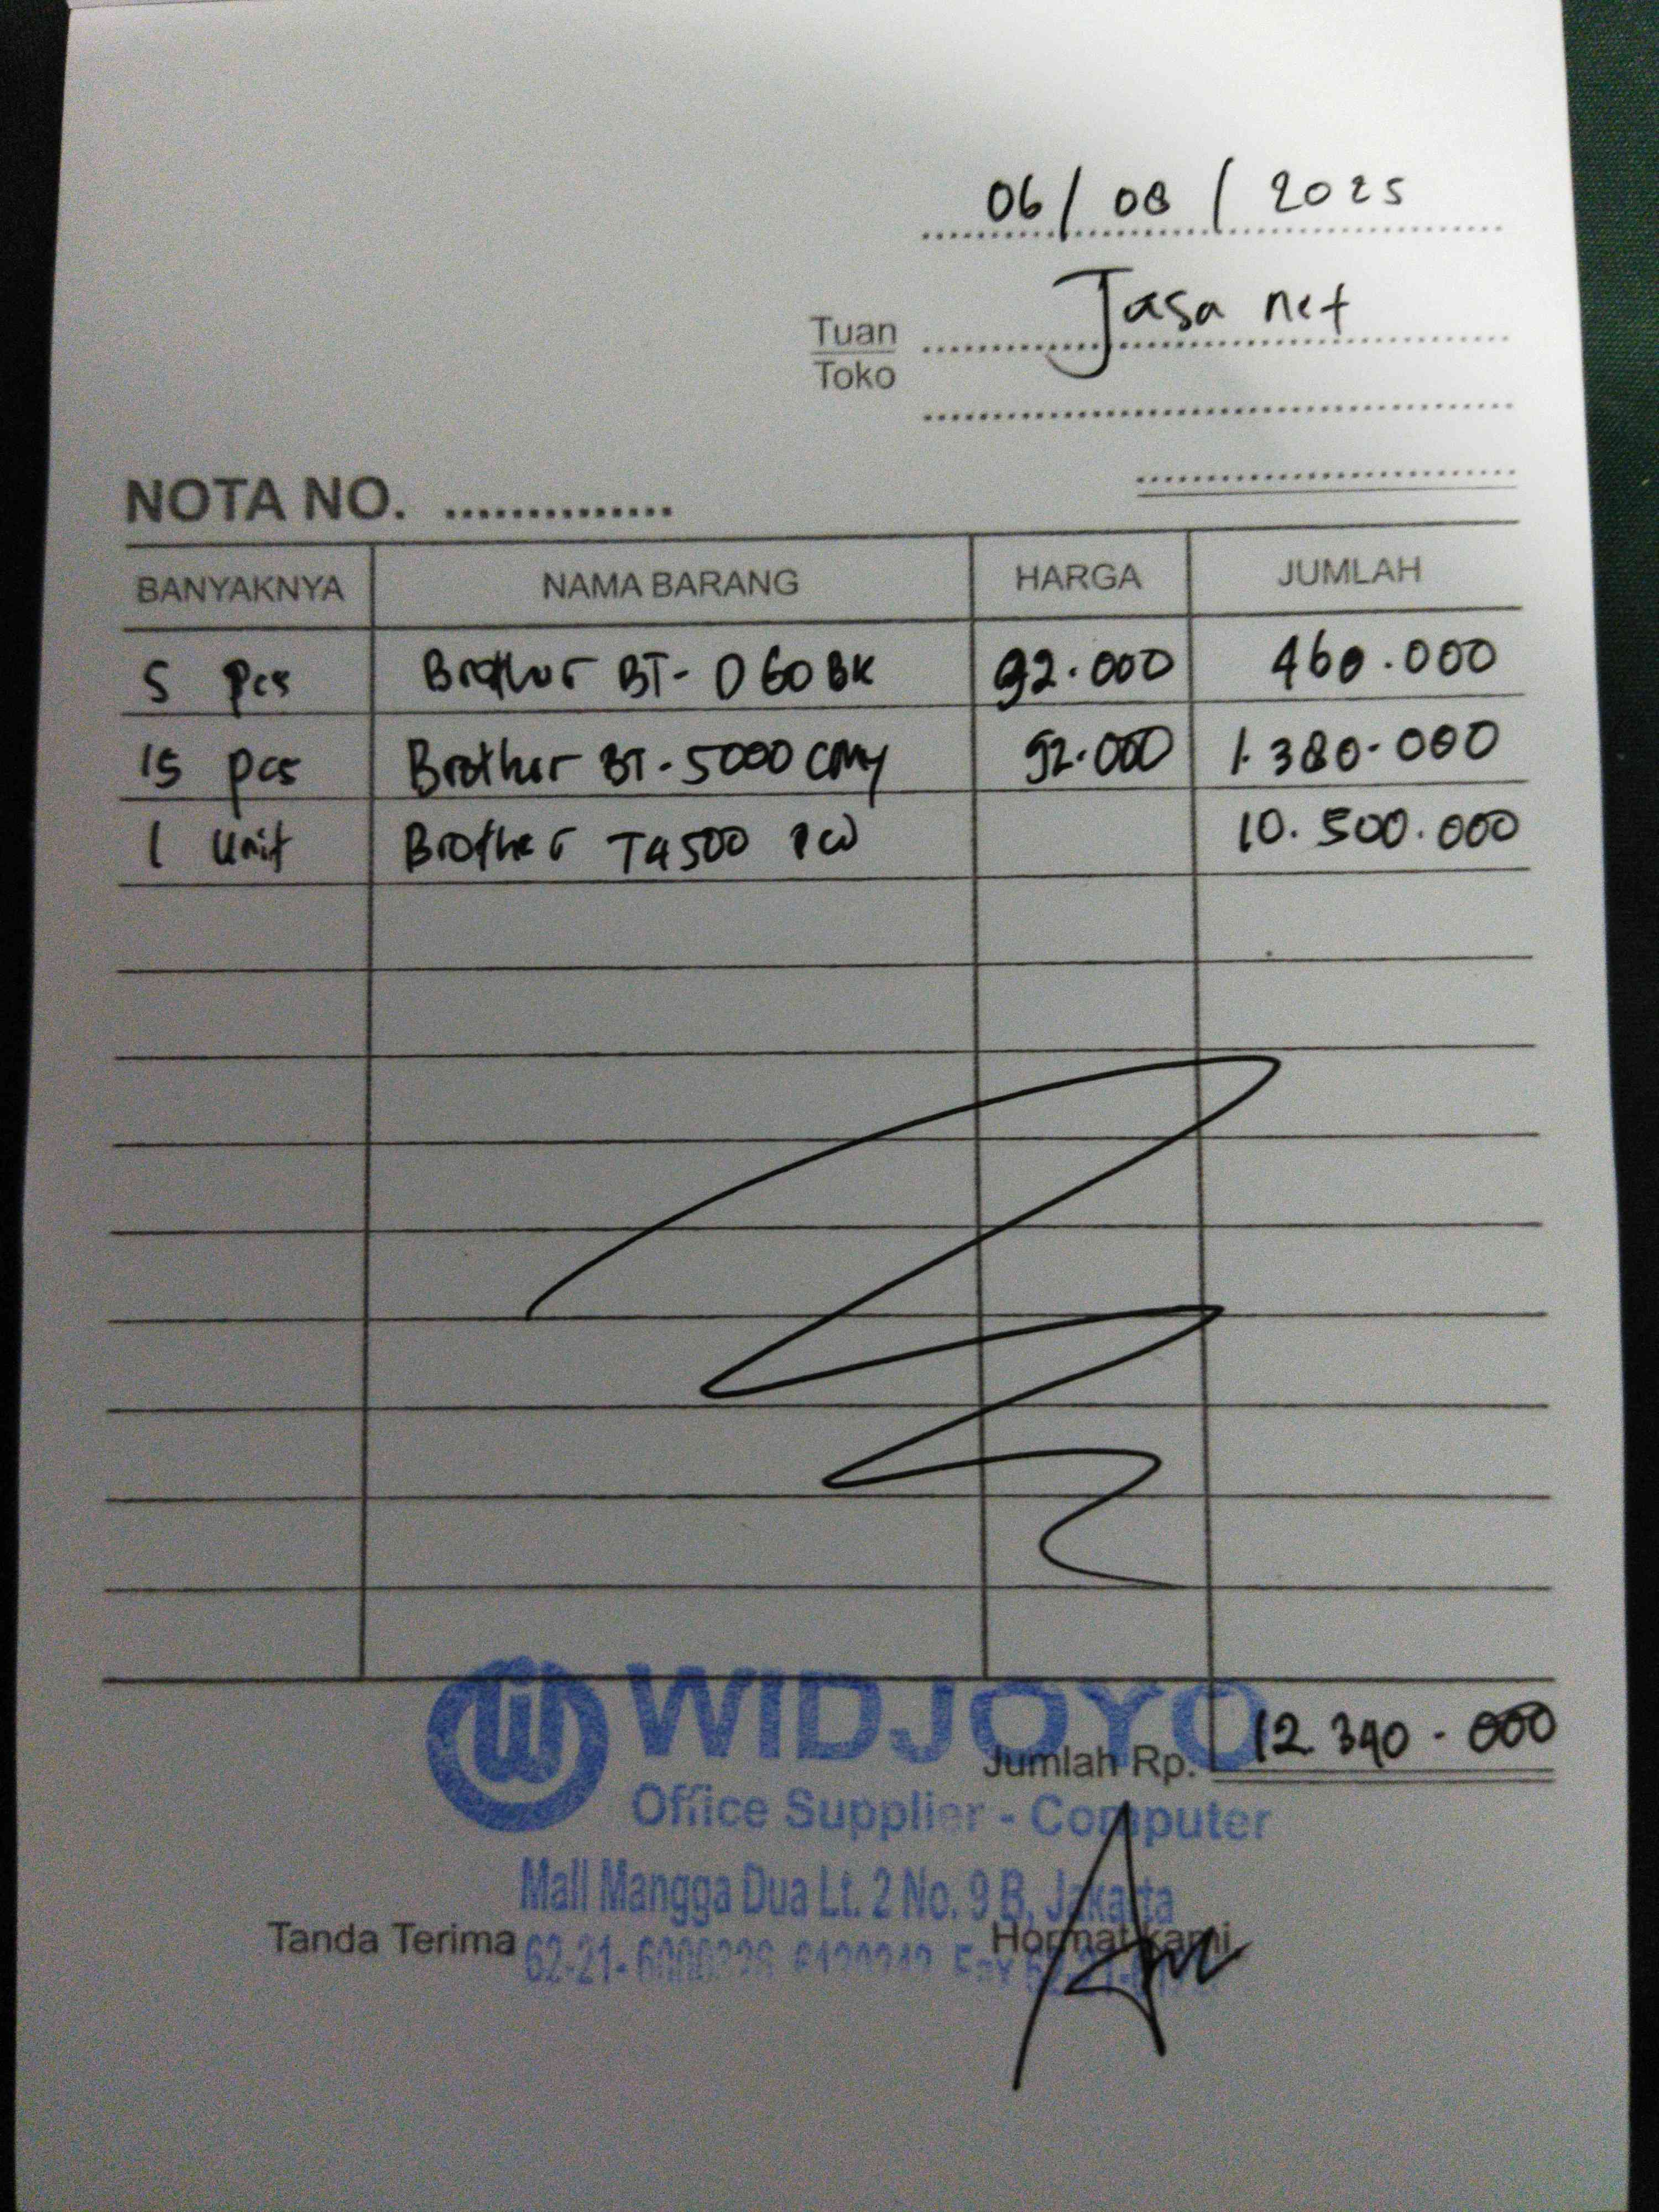 06/08/2025
Tuan Jasa net
Toko
NOTA NO. ..............
BANYAKNYA NAMA BARANG HARGA JUMLAH
5 pcs Brother BT-D60BK 92.000 460.000
15 pcs Brother BT-5000 CMY 92.000 1.380.000
1 Unit Brother T4500 DW 10.500.000
WIDJOYO
Jumlah Rp. 12.340.000
Office Supplier - Computer
Mall Mangga Dua Lt. 2 No. 9 B, Jakarta
Tanda Terima Hormat kami
62-21- Fax